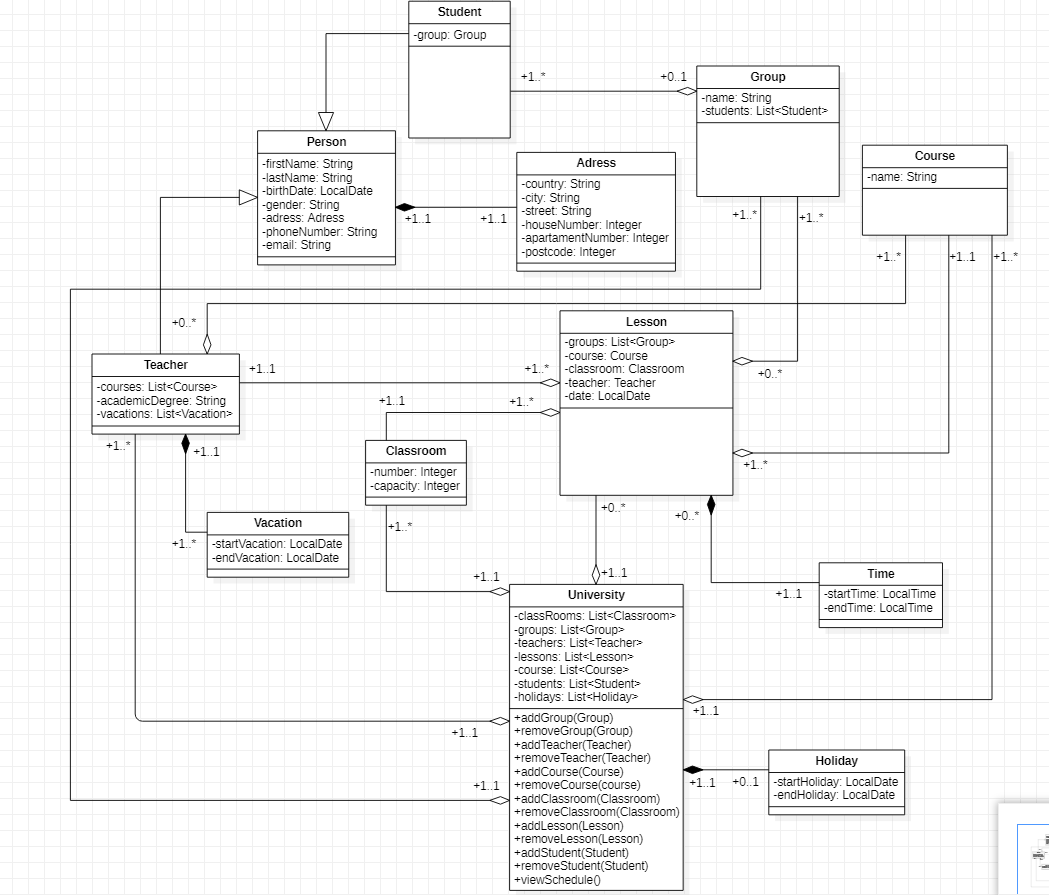 Student
-group: Group
+1..*
+0..1
Group
-name: String
-students: List<Student>
Person
-firstName: String
-lastName: String
-birthDate: LocalDate
-gender: String
-adress: Adress
-phoneNumber: String
-email: String
+1..1
+1..1
Adress
-country: String
-city: String
-street: String
-houseNumber: Integer
-apartamentNumber: Integer
-postcode: Integer
Course
-name: String
+1..*
+1..*
+1..*
+1..1
+1..*
+0..*
Teacher
-courses: List<Course>
-academicDegree: String
-vacations: List<Vacation>
+1..1
+1..*
Lesson
-groups: List<Group>
-course: Course
-classroom: Classroom
-teacher: Teacher
-date: LocalDate
+0..*
+1..1
+1..*
+1..*
+1..*
+1..1
Classroom
-number: Integer
-capacity: Integer
+1..*
Vacation
-startVacation: LocalDate
-endVacation: LocalDate
+1..*
+0..*
+0..*
Time
-startTime: LocalTime
-endTime: LocalTime
+1..1
+1..1
+1..1
University
-classRooms: List<Classroom>
-groups: List<Group>
-teachers: List<Teacher>
-lessons: List<Lesson>
-course: List<Course>
-students: List<Student>
-holidays: List<Holiday>
+addGroup(Group)
+removeGroup(Group)
+addTeacher(Teacher)
+removeTeacher(Teacher)
+addCourse(Course)
+removeCourse(course)
+addClassroom(Classroom)
+removeClassroom(Classroom)
+addLesson(Lesson)
+removeLesson(Lesson)
+addStudent(Student)
+removeStudent(Student)
+viewSchedule()
+1..1
+1..1
+1..1
+1..1
+0..1
Holiday
-startHoliday: LocalDate
-endHoliday: LocalDate